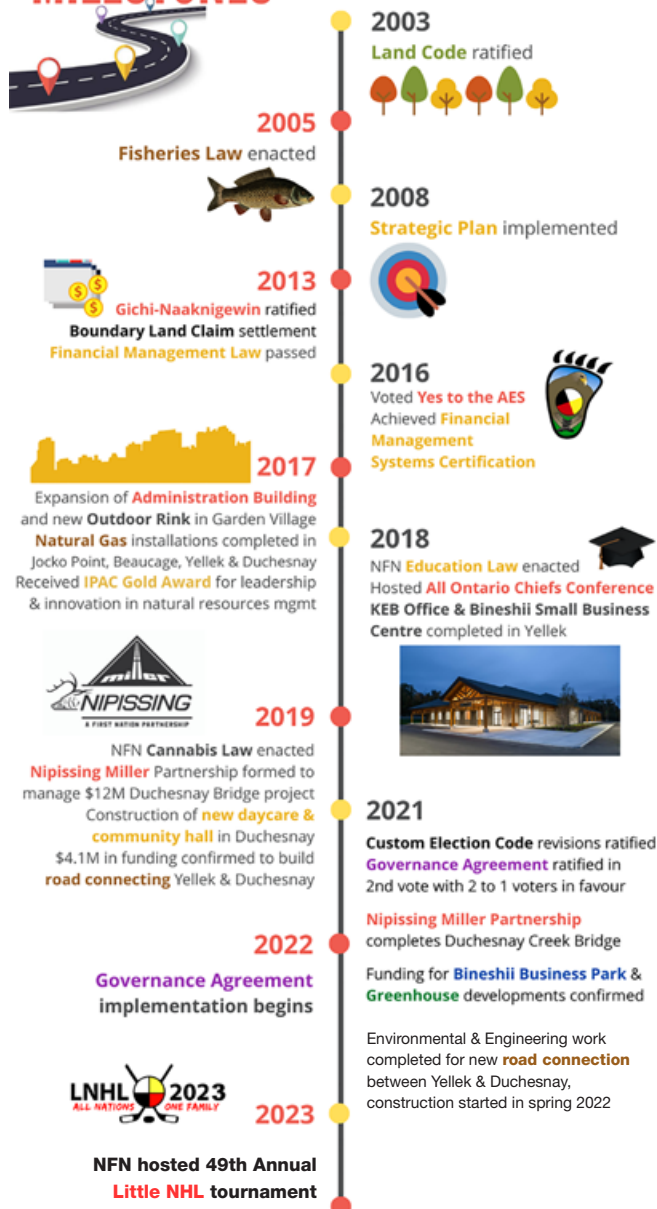 MILESTONES
2003
Land Code ratified
2005
Fisheries Law enacted
2008
Strategic Plan implemented
2013
Gichi-Naaknigewin ratified
Boundary Land Claim settlement
Financial Management Law passed
2016
Voted Yes to the AES
Achieved Financial
Management
Systems Certification
2017
Expansion of Administration Building
and new Outdoor Rink in Garden Village
Natural Gas installations completed in
Jocko Point, Beaucage, Yellek & Duchesnay
Received IPAC Gold Award for leadership
& innovation in natural resources mgmt
2018
NFN Education Law enacted
Hosted All Ontario Chiefs Conference
KEB Office & Bineshii Small Business
Centre completed in Yellek
miller
NIPISSING
A FIRST NATION PARTNERSHIP
2019
NFN Cannabis Law enacted
Nipissing Miller Partnership formed to
manage $12M Duchesnay Bridge project
Construction of new daycare &
community hall in Duchesnay
$4.1M in funding confirmed to build
road connecting Yellek & Duchesnay
2021
Custom Election Code revisions ratified
Governance Agreement ratified in
2nd vote with 2 to 1 voters in favour
Nipissing Miller Partnership
completes Duchesnay Creek Bridge
Funding for Bineshii Business Park &
Greenhouse developments confirmed
Environmental & Engineering work
completed for new road connection
between Yellek & Duchesnay,
construction started in spring 2022
2022
Governance Agreement
implementation begins
LNHL 2023
ALL NATIONS ONE FAMILY
2023
NFN hosted 49th Annual
Little NHL tournament